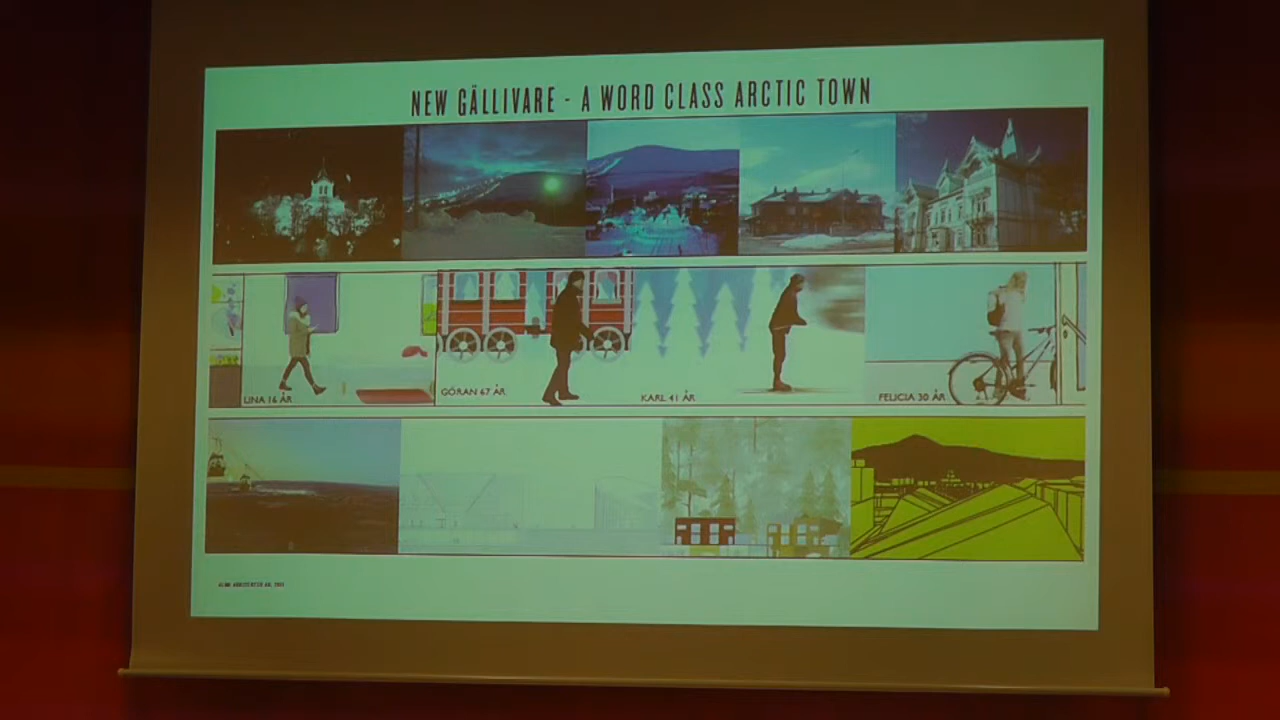 NEW GÄLLIVARE - A WORD CLASS ARCTIC TOWN
LINA 16 ÅR
GÖRAN 67 ÅR
KARL 41 ÅR
FELICIA 30 ÅR